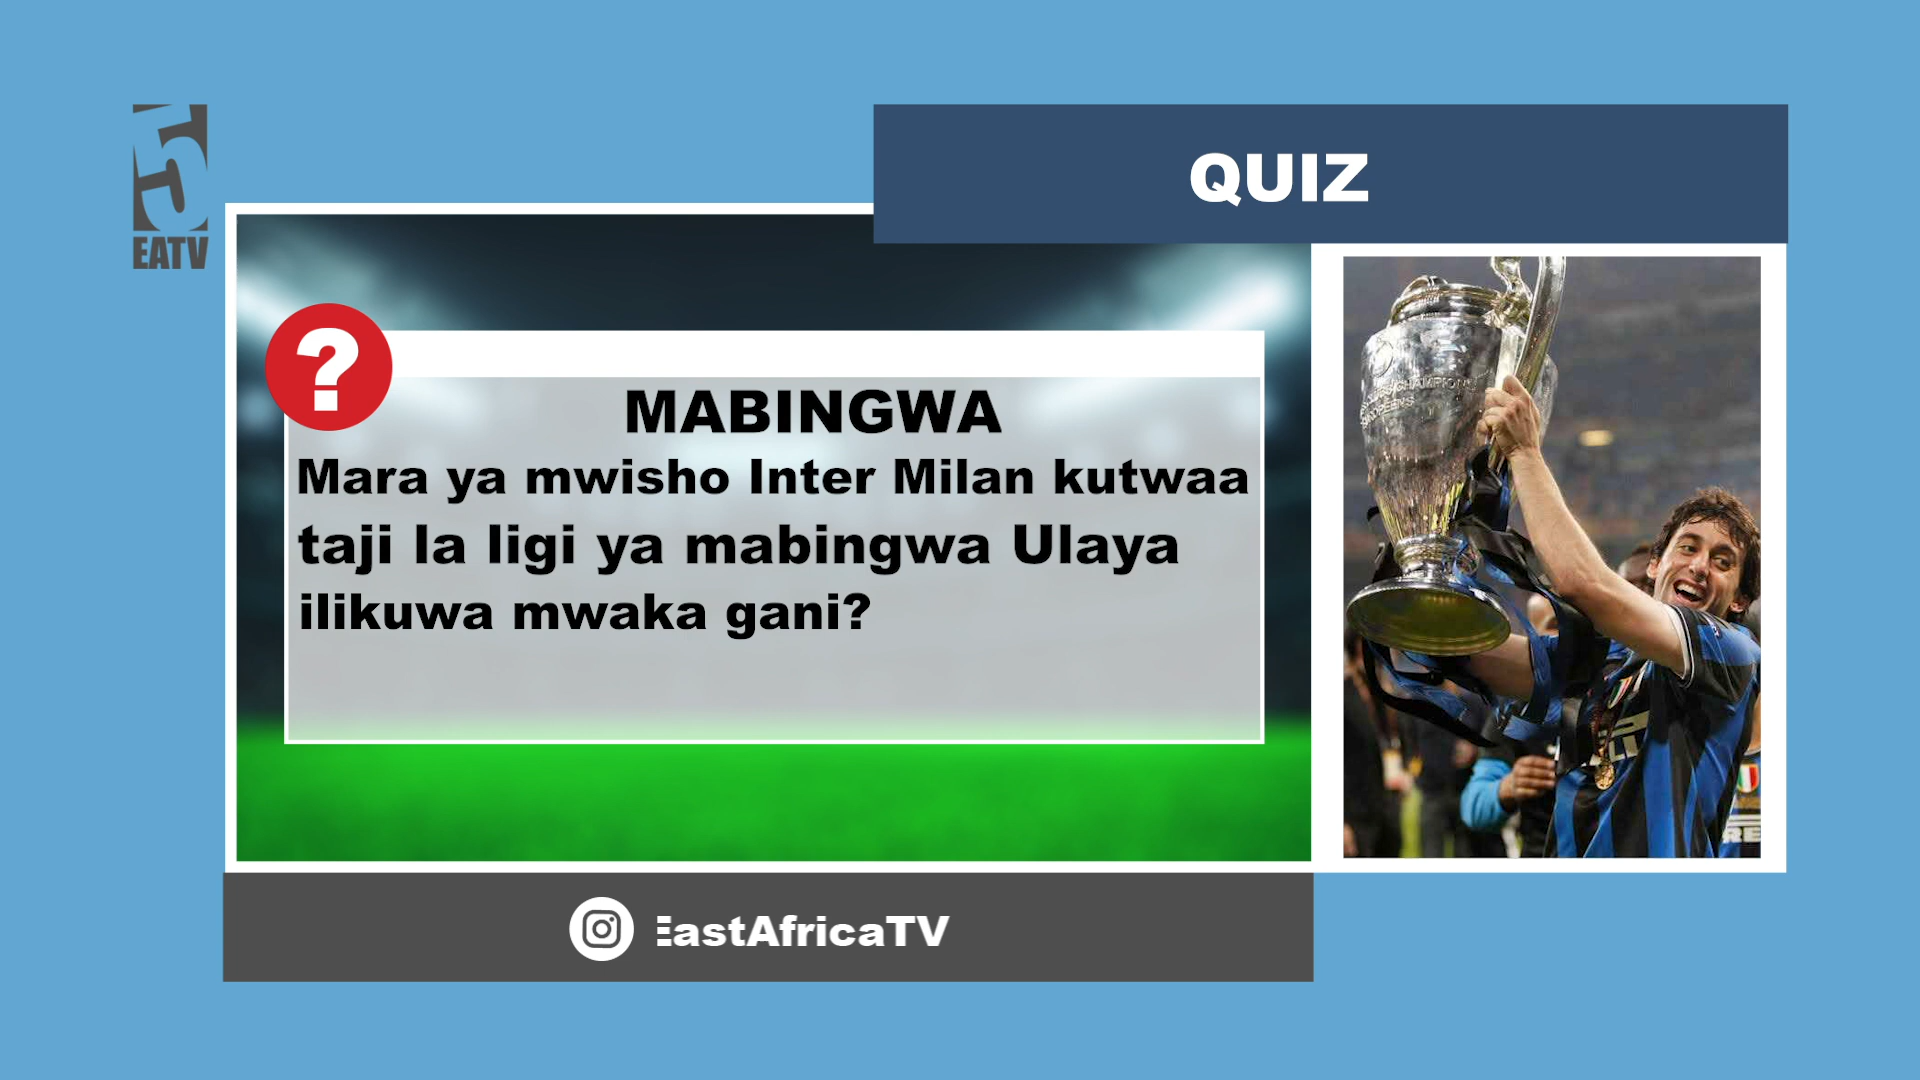 5
EATV
QUIZ
?
MABINGWA
Mara ya mwisho Inter Milan kutwaa
taji la ligi ya mabingwa Ulaya
ilikuwa mwaka gani?
EastAfricaTV